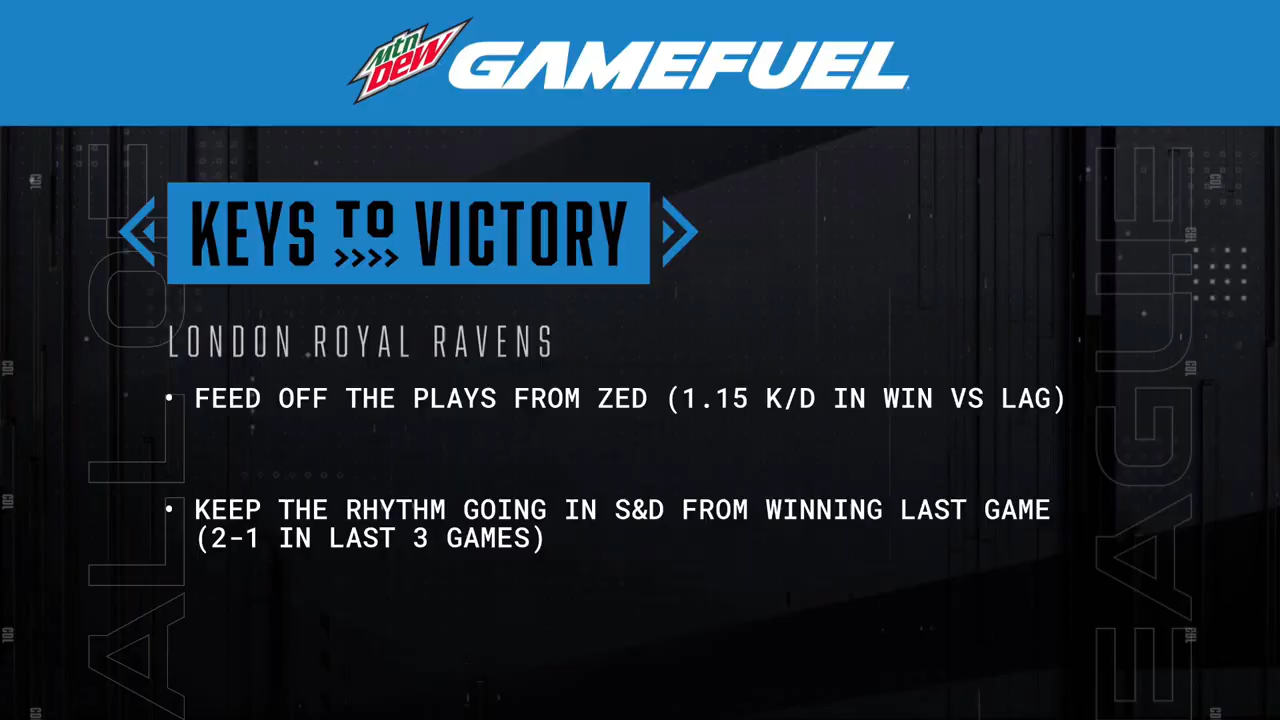 Mtn DEW GAMEFUEL
KEYS TO VICTORY
LONDON ROYAL RAVENS
• FEED OFF THE PLAYS FROM ZED (1.15 K/D IN WIN VS LAG)
• KEEP THE RHYTHM GOING IN S&D FROM WINNING LAST GAME
(2-1 IN LAST 3 GAMES)